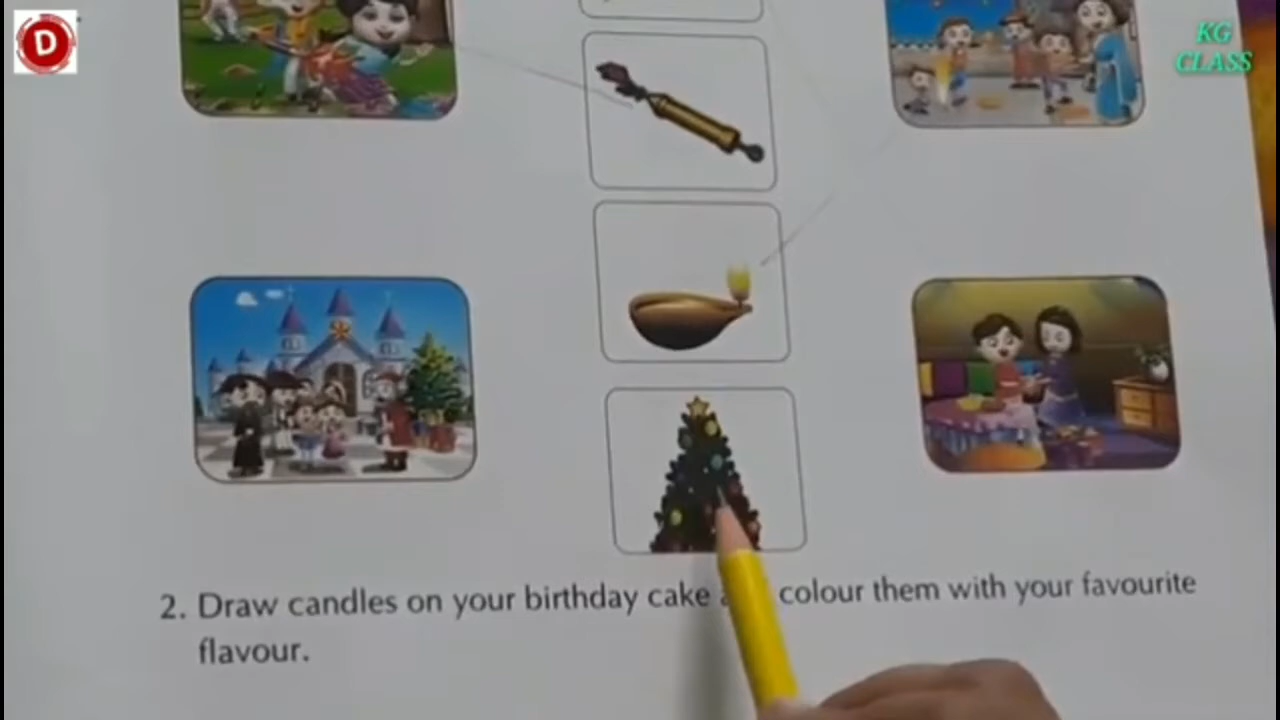 D
KG
CLASS
2. Draw candles on your birthday cake colour them with your favourite
flavour.